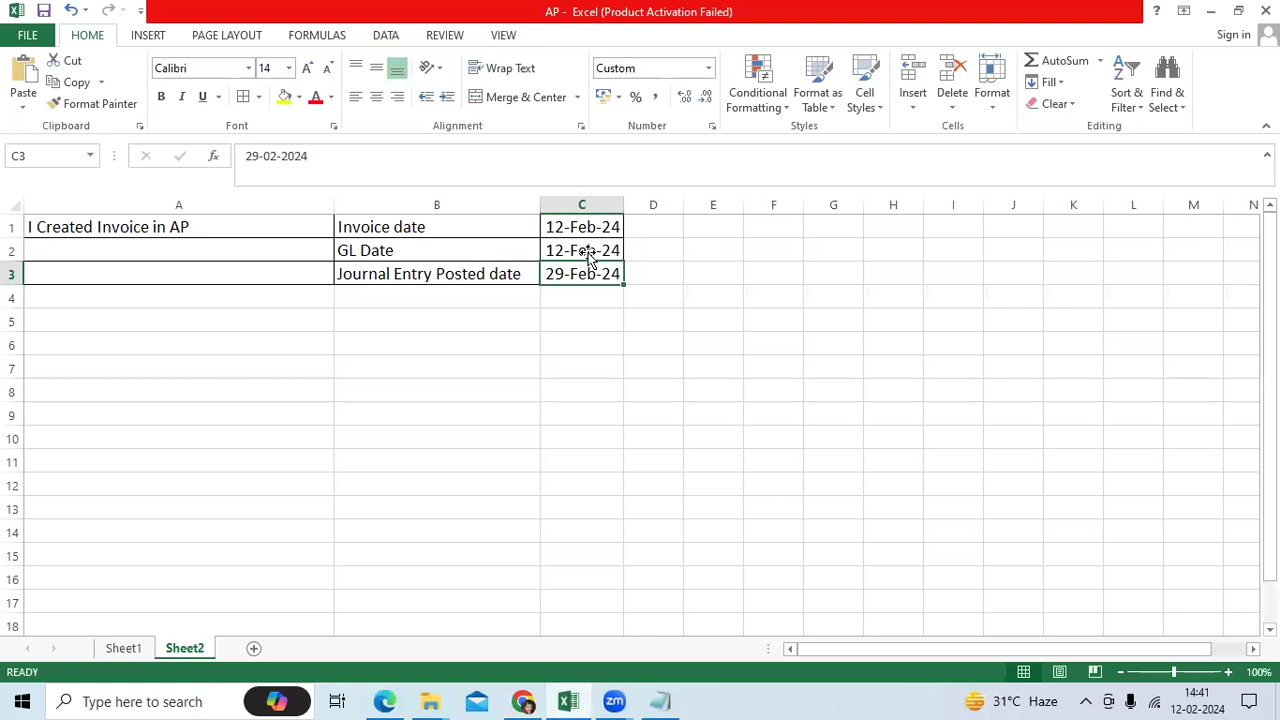 AP - Excel (Product Activation Failed)
FILE HOME INSERT PAGE LAYOUT FORMULAS DATA REVIEW VIEW Sign in
Paste Cut Copy Format Painter Clipboard
Calibri 14 B I U Font
Wrap Text Merge & Center Alignment
Custom % Number
Conditional Formatting Format as Table Cell Styles Styles
Insert Delete Format Cells
AutoSum Fill Clear Sort & Filter Find & Select Editing
C3 fx 29-02-2024
A B C D E F G H I J K L M N
1 I Created Invoice in AP Invoice date 12-Feb-24
2 GL Date 12-Feb-24
3 Journal Entry Posted date 29-Feb-24
4
5
6
7
8
9
10
11
12
13
14
15
16
17
18
Sheet1 Sheet2
READY 100%
Type here to search zm 31°C Haze 14:41
12-02-2024